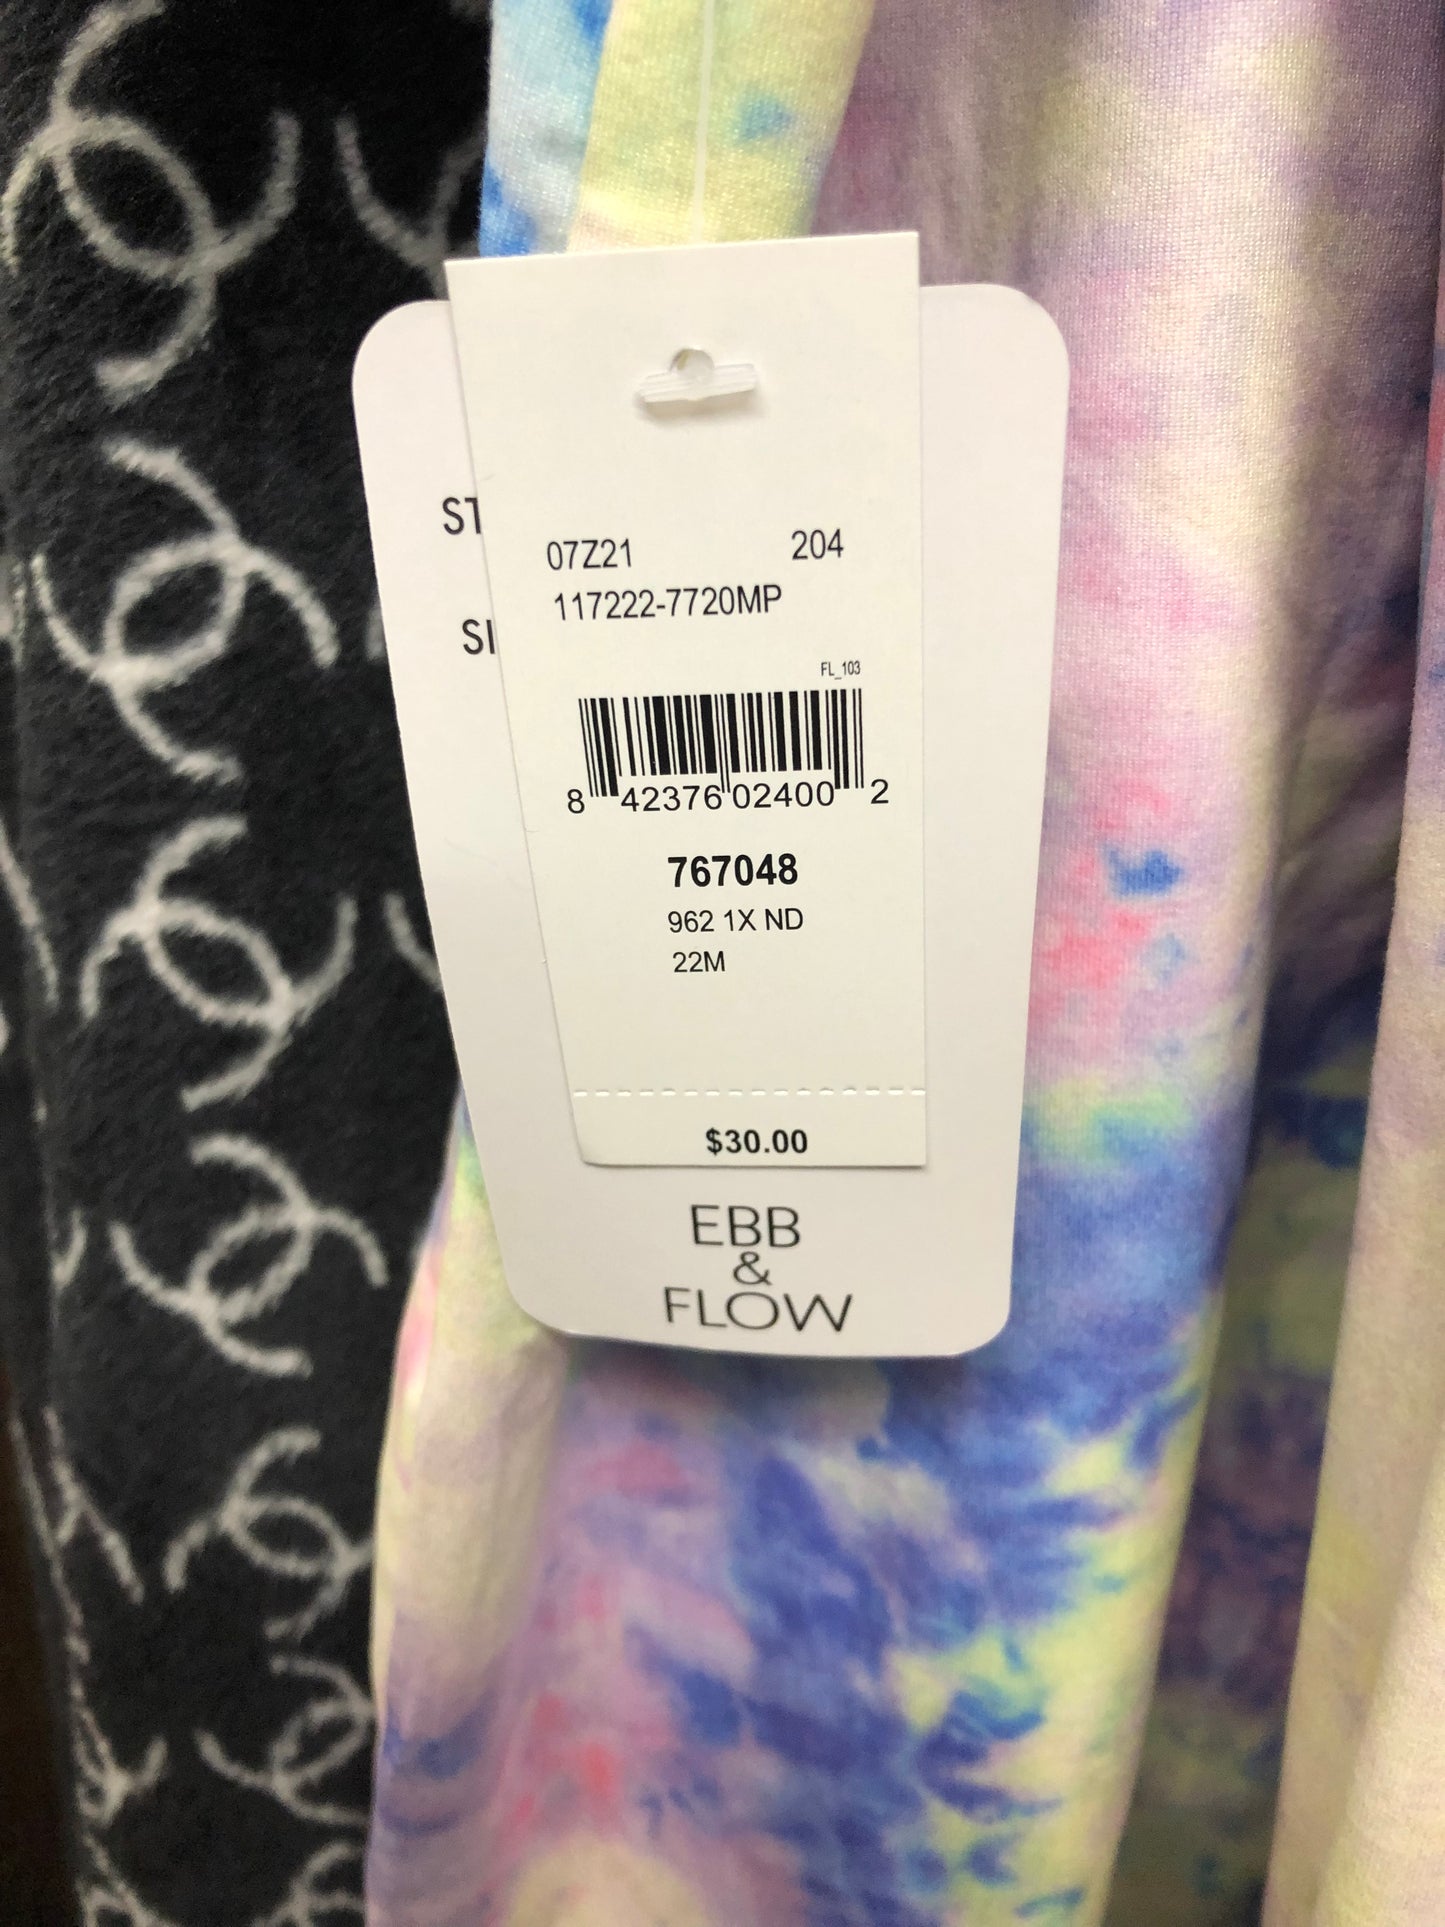 ST
SI
07Z21 204
117222-7720MP
FL_103
8 42376 02400 2
767048
962 1X ND
22M
$30.00
EBB
&
FLOW